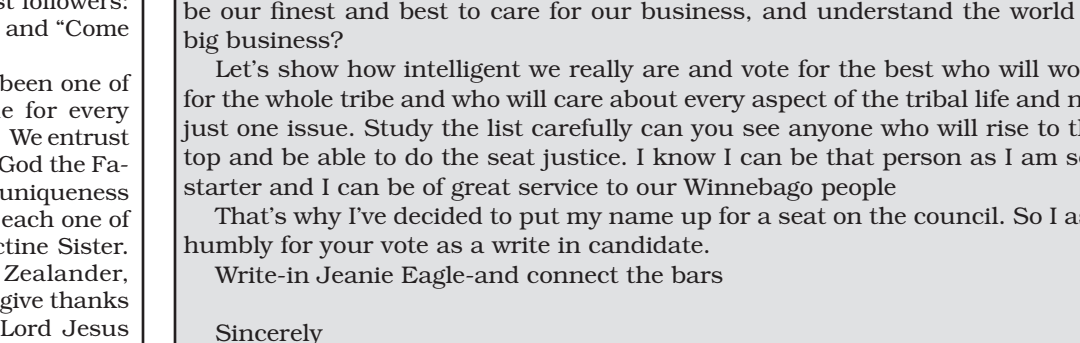 st followers:
and “Come
been one of
e for every
We entrust
God the Fa-
uniqueness
each one of
ctine Sister.
Zealander,
give thanks
Lord Jesus
be our finest and best to care for our business, and understand the world
big business?
Let’s show how intelligent we really are and vote for the best who will wo
for the whole tribe and who will care about every aspect of the tribal life and n
just one issue. Study the list carefully can you see anyone who will rise to th
top and be able to do the seat justice. I know I can be that person as I am se
starter and I can be of great service to our Winnebago people
That’s why I’ve decided to put my name up for a seat on the council. So I as
humbly for your vote as a write in candidate.
Write-in Jeanie Eagle-and connect the bars
Sincerely